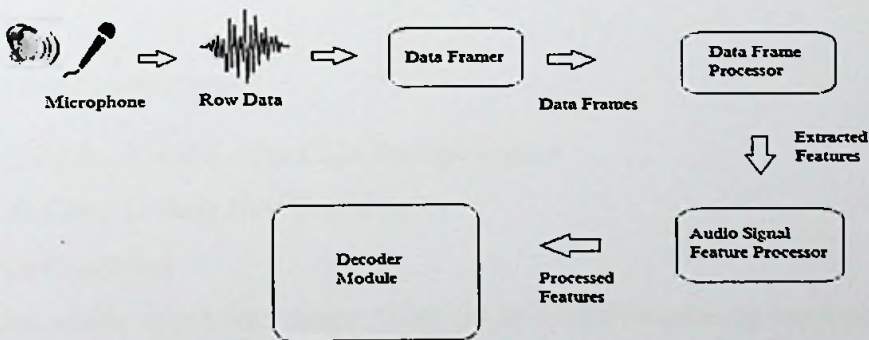 Microphone
Row Data
Data Framer
Data Frames
Data Frame
Processor
Extracted
Features
Audio Signal
Feature Processor
Processed
Features
Decoder
Module